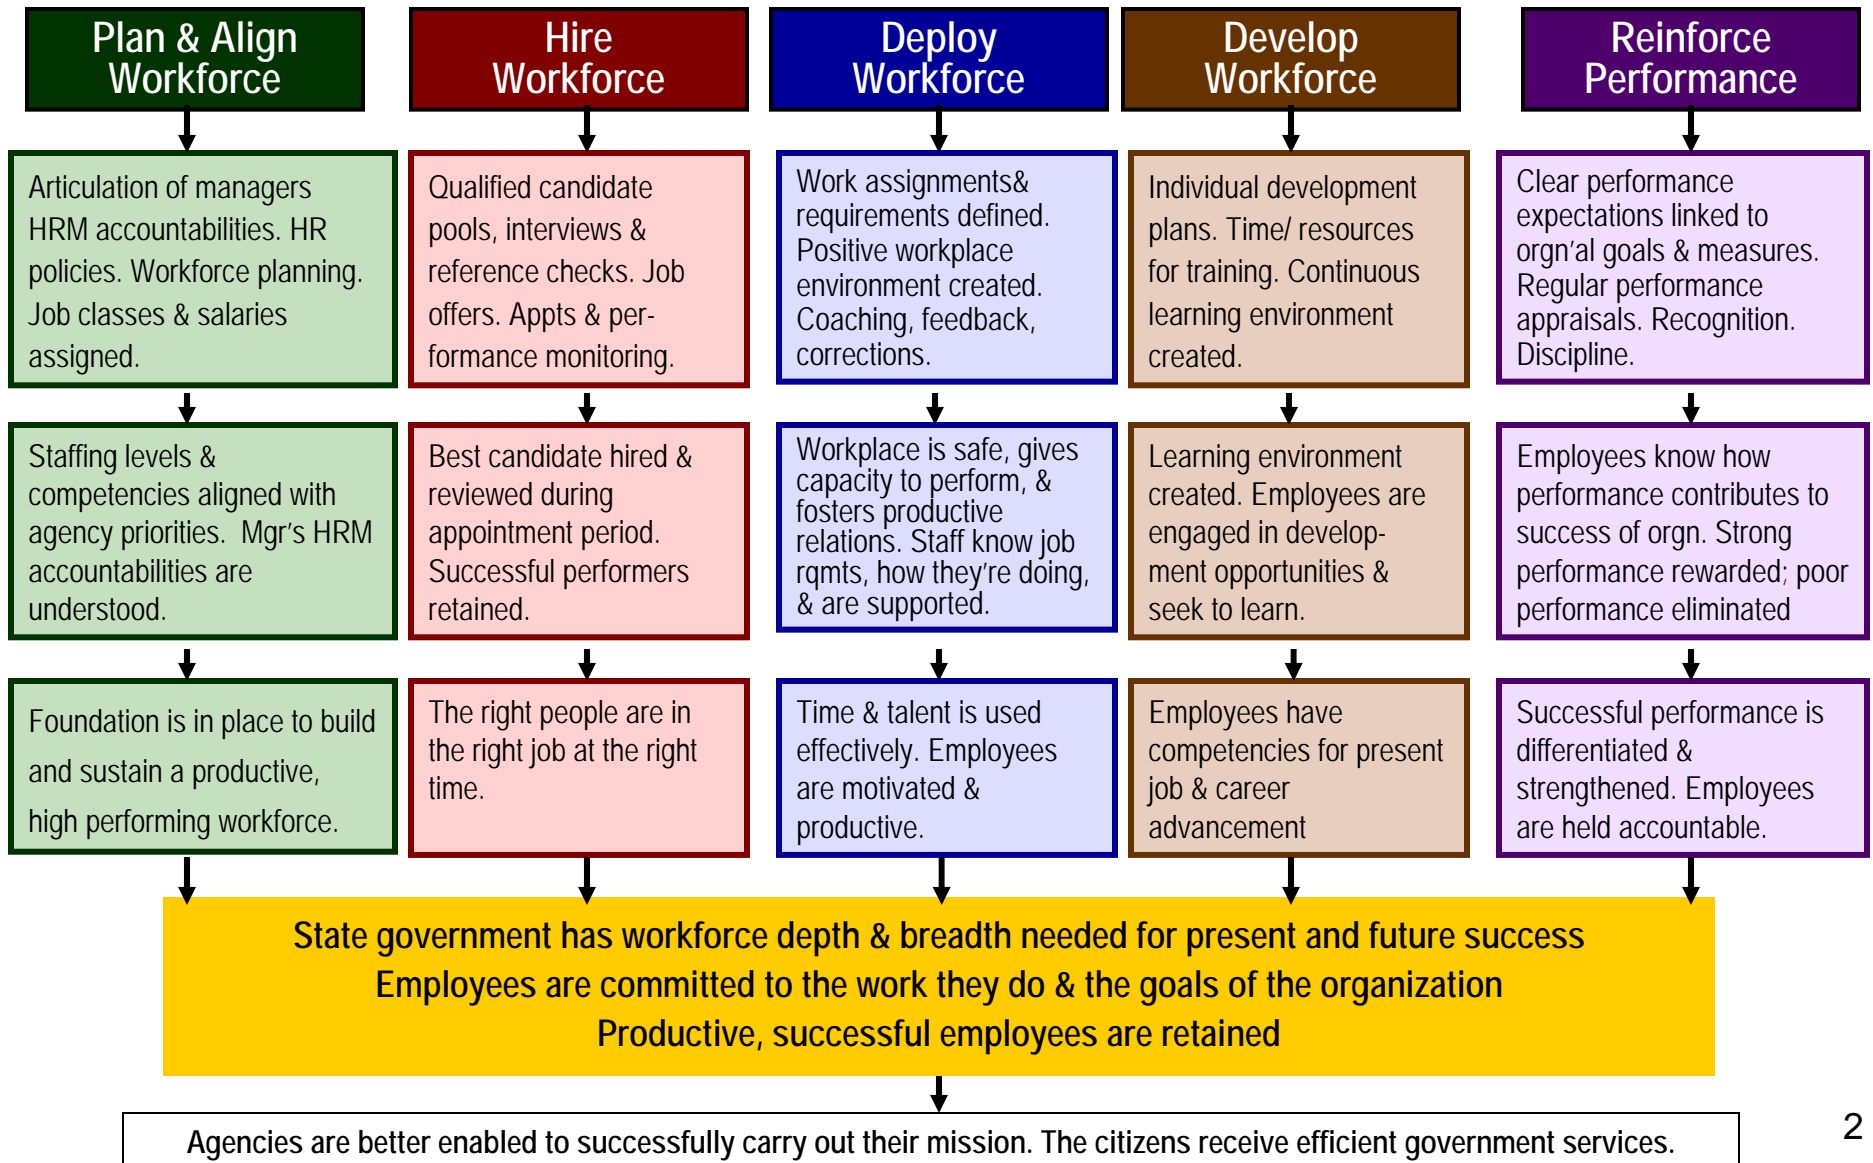 Plan & Align
Workforce
Hire
Workforce
Deploy
Workforce
Develop
Workforce
Reinforce
Performance
Articulation of managers
HRM accountabilities. HR
policies. Workforce planning.
Job classes & salaries
assigned.
Qualified candidate
pools, interviews &
reference checks. Job
offers. Appts & per-
formance monitoring.
Work assignments&
requirements defined.
Positive workplace
environment created.
Coaching, feedback,
corrections.
Individual development
plans. Time/ resources
for training. Continuous
learning environment
created.
Clear performance
expectations linked to
orgn'al goals & measures.
Regular performance
appraisals. Recognition.
Discipline.
Staffing levels &
competencies aligned with
agency priorities.  Mgr's HRM
accountabilities are
understood.
Best candidate hired &
reviewed during
appointment period.
Successful performers
retained.
Workplace is safe, gives
capacity to perform, &
fosters productive
relations. Staff know job
rqmts, how they're doing,
& are supported.
Learning environment
created. Employees are
engaged in develop-
ment opportunities &
seek to learn.
Employees know how
performance contributes to
success of orgn. Strong
performance rewarded; poor
performance eliminated
Foundation is in place to build
and sustain a productive,
high performing workforce.
The right people are in
the right job at the right
time.
Time & talent is used
effectively. Employees
are motivated &
productive.
Employees have
competencies for present
job & career
advancement
Successful performance is
differentiated &
strengthened. Employees
are held accountable.
State government has workforce depth & breadth needed for present and future success
Employees are committed to the work they do & the goals of the organization
Productive, successful employees are retained
Agencies are better enabled to successfully carry out their mission. The citizens receive efficient government services.
2